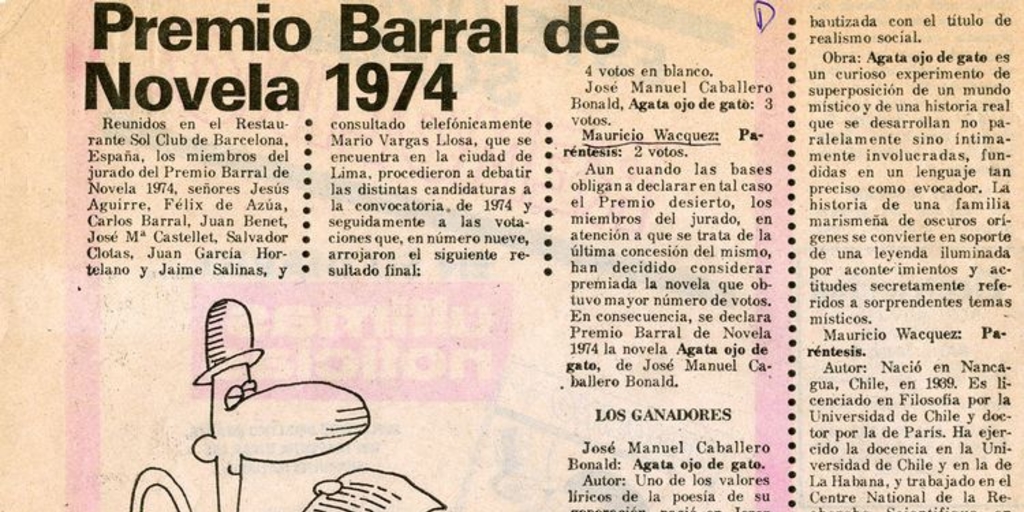 Premio Barral de
Novela 1974
Reunidos en el Restau-
rante Sol Club de Barcelona,
España, los miembros del
jurado del Premio Barral de
Novela 1974, señores Jesús
Aguirre, Félix de Azúa,
Carlos Barral, Juan Benet,
José Mª Castellet, Salvador
Clotas, Juan García Hor-
telano y Jaime Salinas, y
consultado telefónicamente
Mario Vargas Llosa, que se
encuentra en la ciudad de
Lima, procedieron a debatir
las distintas candidaturas a
la convocatoria de 1974 y
seguidamente a las vota-
ciones que, en número nueve,
arrojaron el siguiente re-
sultado final:
4 votos en blanco.
José Manuel Caballero
Bonald, Agata ojo de gato: 3
votos.
Mauricio Wacquez: Pa-
réntesis: 2 votos.
Aun cuando las bases
obligan a declarar en tal caso
el Premio desierto, los
miembros del jurado, en
atención a que se trata de la
última concesión del mismo,
han decidido considerar
premiada la novela que ob-
tuvo mayor número de votos.
En consecuencia, se declara
Premio Barral de Novela
1974 la novela Agata ojo de
gato, de José Manuel Ca-
ballero Bonald.
LOS GANADORES
José Manuel Caballero
Bonald: Agata ojo de gato.
Autor: Uno de los valores
líricos de la poesía de su
bautizada con el título de
realismo social.
Obra: Agata ojo de gato es
un curioso experimento de
superposición de un mundo
místico y de una historia real
que se desarrollan no pa-
ralelamente sino íntima-
mente involucradas, fun-
didas en un lenguaje tan
preciso como evocador. La
historia de una familia
marismeña de oscuros orí-
genes se convierte en soporte
de una leyenda iluminada
por acontecimientos y ac-
titudes secretamente refe-
ridos a sorprendentes temas
místicos.
Mauricio Wacquez: Pa-
réntesis.
Autor: Nació en Nanca-
gua, Chile, en 1939. Es li-
cenciado en Filosofía por la
Universidad de Chile y doc-
tor por la de París. Ha ejer-
cido la docencia en la Uni-
versidad de Chile y en la de
La Habana, y trabajado en el
Centre National de la Re-